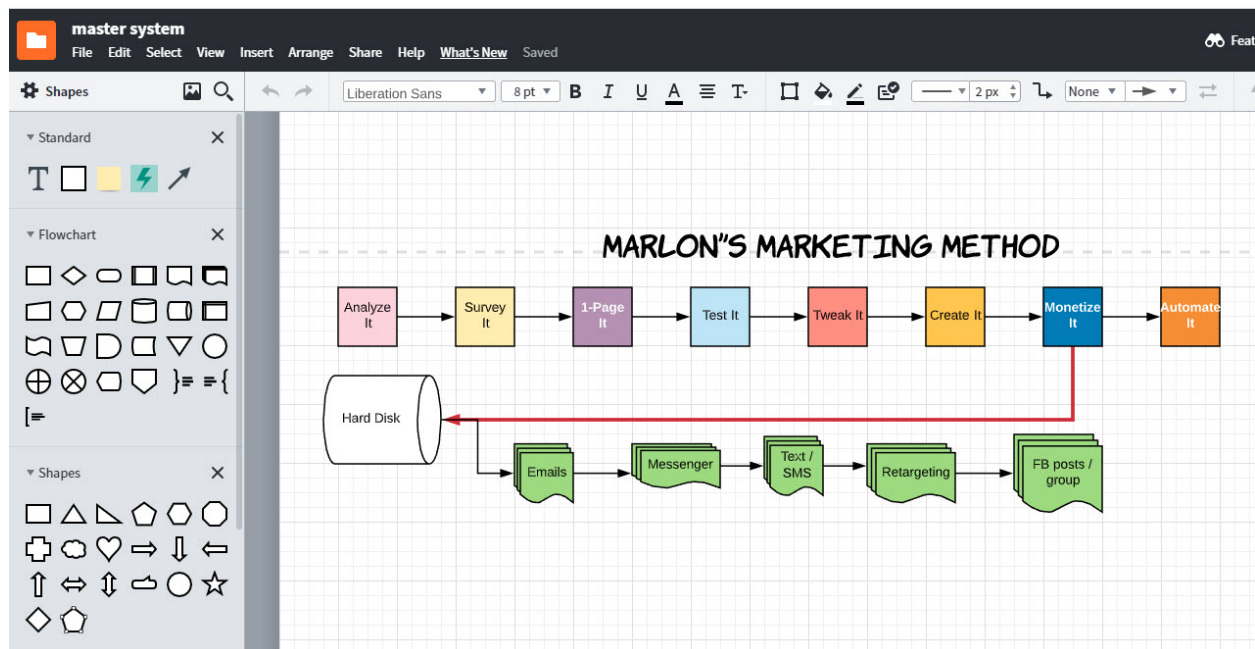 master system
File Edit Select View Insert Arrange Share Help What's New Saved
Shapes
Liberation Sans
8 pt
B I U A T
2 px
None
Standard
T
Flowchart
Shapes
MARLON"S MARKETING METHOD
Analyze
It
Survey
It
1-Page
It
Test It
Tweak It
Create It
Monetize
It
Automate
It
Hard Disk
Emails
Messenger
Text /
SMS
Retargeting
FB posts /
group